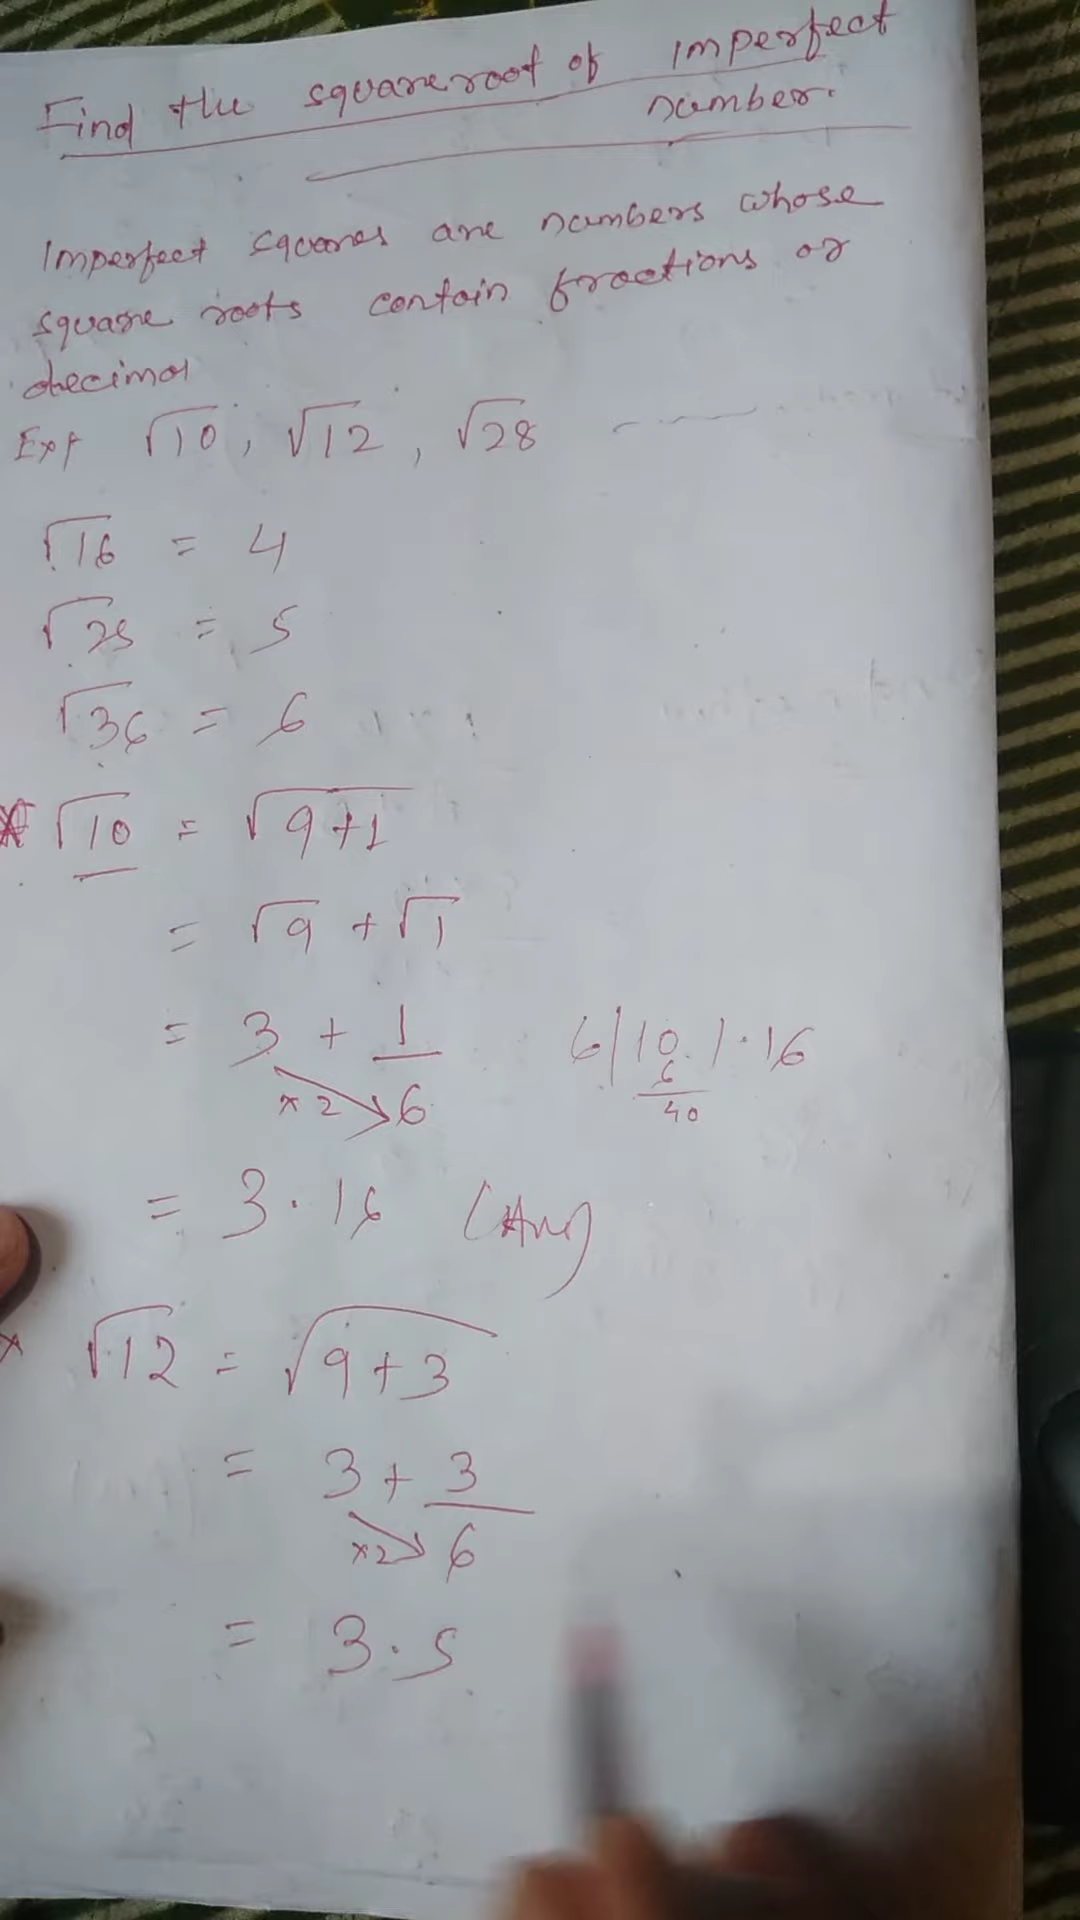 Find the squareroot of imperfect
number.
Imperfect squares are numbers whose
square roots contain fractions or
decimal
Exp √10, √12, √28 -----
√16 = 4
√25 = 5
√36 = 6
* √10 = √9+1
= √9 + √1
= 3 + 1/6
×2
6|10.|.16
6
40
= 3.16 (Ans)
× √12 = √9+3
= 3 + 3/6
×2
= 3.5